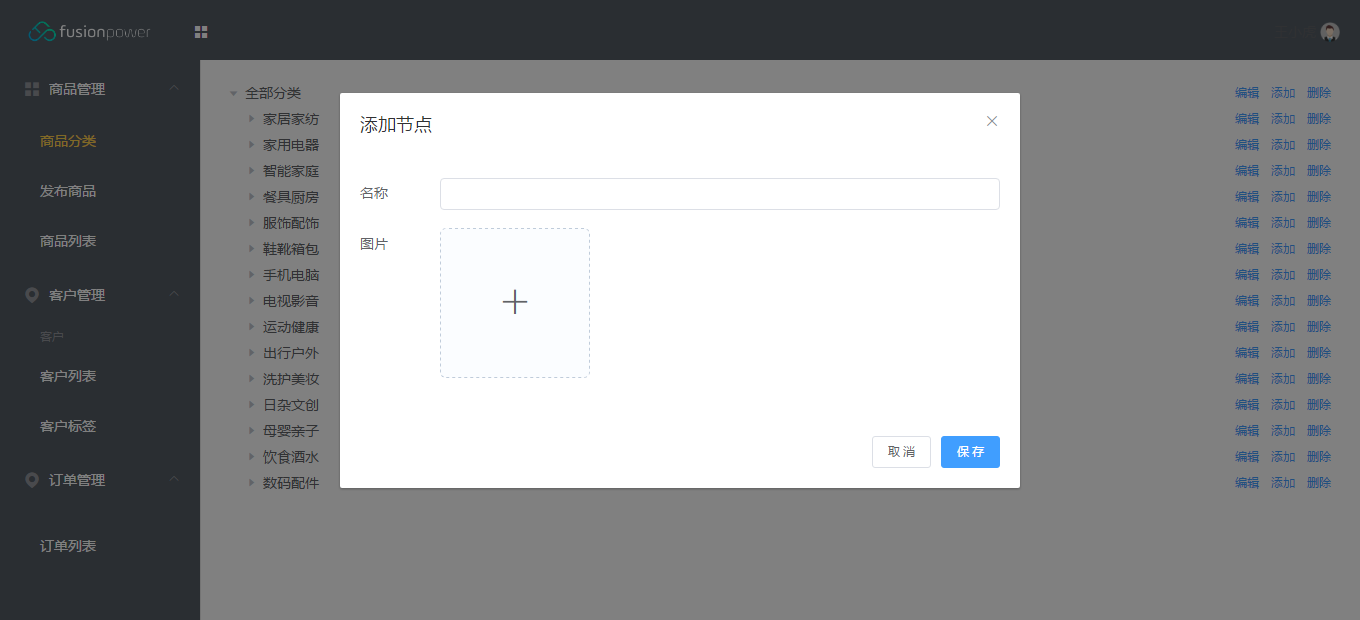 fusionpower
商品管理
商品分类
发布商品
商品列表
客户管理
客户
客户列表
客户标签
订单管理
订单列表
全部分类 编辑 添加 删除
家居家纺 编辑 添加 删除
家用电器 编辑 添加 删除
智能家庭 编辑 添加 删除
餐具厨房 编辑 添加 删除
服饰配饰 编辑 添加 删除
鞋靴箱包 编辑 添加 删除
手机电脑 编辑 添加 删除
电视影音 编辑 添加 删除
运动健康 编辑 添加 删除
出行户外 编辑 添加 删除
洗护美妆 编辑 添加 删除
日杂文创 编辑 添加 删除
母婴亲子 编辑 添加 删除
饮食酒水 编辑 添加 删除
数码配件 编辑 添加 删除
添加节点
名称
图片
取消 保存